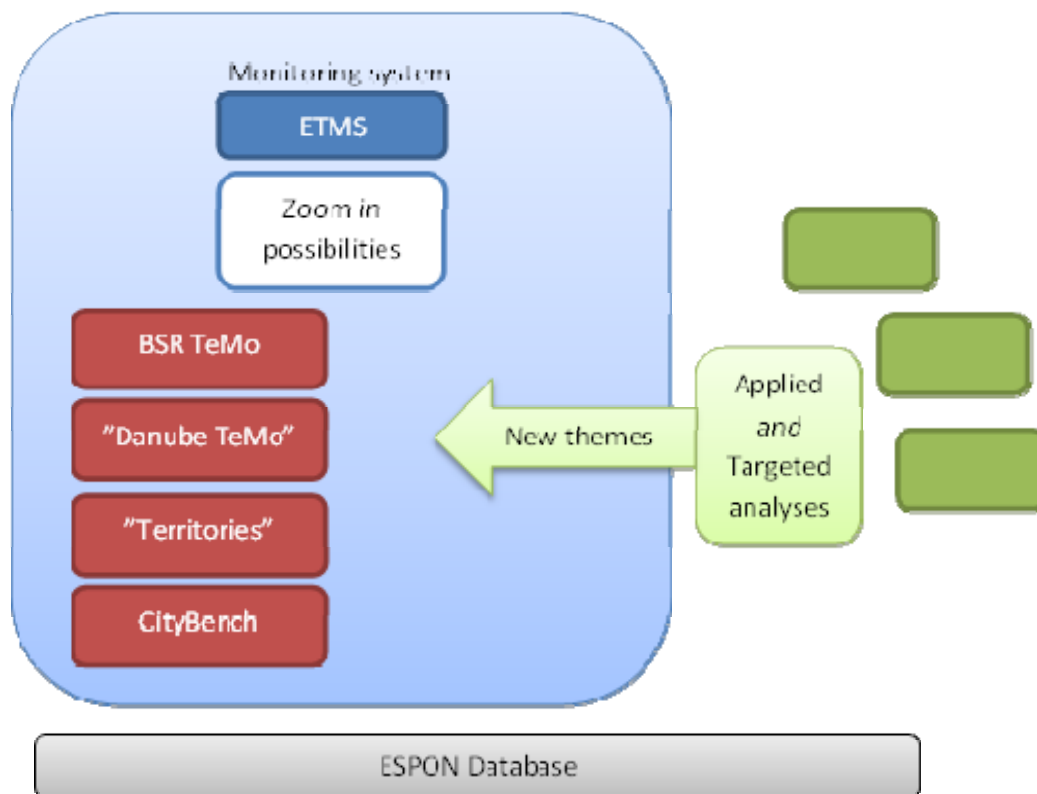 Monitoring system
ETMS
Zoom in
possibilities
BSR TeMo
”Danube TeMo”
”Territories”
CityBench
New themes
Applied
and
Targeted
analyses
ESPON Database